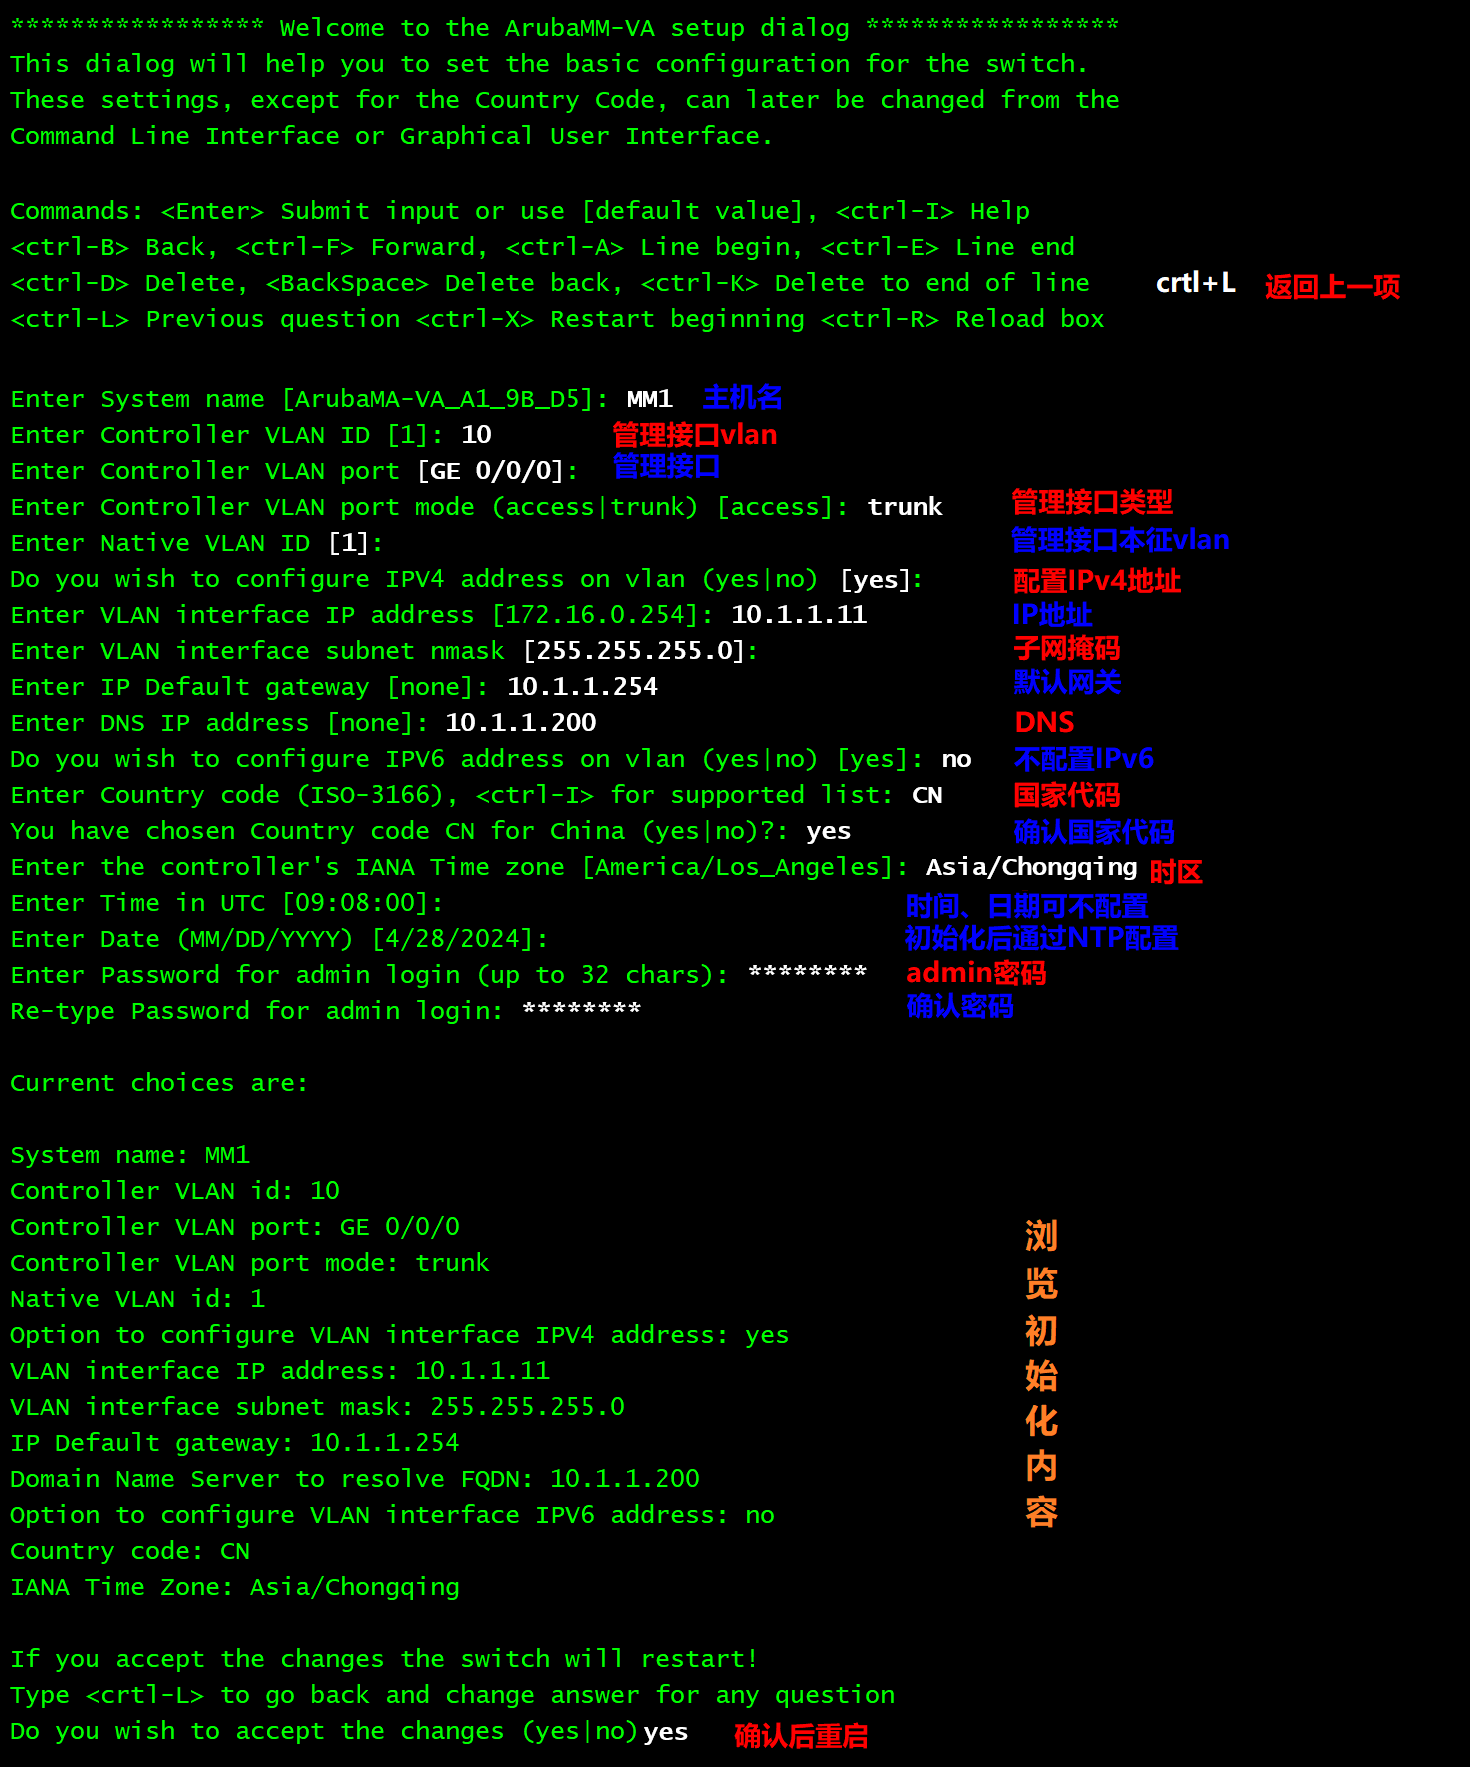 ***************** Welcome to the ArubaMM-VA setup dialog *****************
This dialog will help you to set the basic configuration for the switch.
These settings, except for the Country Code, can later be changed from the
Command Line Interface or Graphical User Interface.
Commands: <Enter> Submit input or use [default value], <ctrl-I> Help
<ctrl-B> Back, <ctrl-F> Forward, <ctrl-A> Line begin, <ctrl-E> Line end
<ctrl-D> Delete, <BackSpace> Delete back, <ctrl-K> Delete to end of line crtl+L 返回上一项
<ctrl-L> Previous question <ctrl-X> Restart beginning <ctrl-R> Reload box
Enter System name [ArubaMA-VA_A1_9B_D5]: MM1 主机名
Enter Controller VLAN ID [1]: 10 管理接口vlan
Enter Controller VLAN port [GE 0/0/0]: 管理接口
Enter Controller VLAN port mode (access|trunk) [access]: trunk 管理接口类型
Enter Native VLAN ID [1]: 管理接口本征vlan
Do you wish to configure IPV4 address on vlan (yes|no) [yes]: 配置IPv4地址
Enter VLAN interface IP address [172.16.0.254]: 10.1.1.11 IP地址
Enter VLAN interface subnet nmask [255.255.255.0]: 子网掩码
Enter IP Default gateway [none]: 10.1.1.254 默认网关
Enter DNS IP address [none]: 10.1.1.200 DNS
Do you wish to configure IPV6 address on vlan (yes|no) [yes]: no 不配置IPv6
Enter Country code (ISO-3166), <ctrl-I> for supported list: CN 国家代码
You have chosen Country code CN for China (yes|no)?: yes 确认国家代码
Enter the controller's IANA Time zone [America/Los_Angeles]: Asia/Chongqing 时区
Enter Time in UTC [09:08:00]: 时间、日期可不配置
Enter Date (MM/DD/YYYY) [4/28/2024]: 初始化后通过NTP配置
Enter Password for admin login (up to 32 chars): ******** admin密码
Re-type Password for admin login: ******** 确认密码
Current choices are:
System name: MM1
Controller VLAN id: 10
Controller VLAN port: GE 0/0/0
Controller VLAN port mode: trunk
Native VLAN id: 1
Option to configure VLAN interface IPV4 address: yes
VLAN interface IP address: 10.1.1.11
VLAN interface subnet mask: 255.255.255.0
IP Default gateway: 10.1.1.254
Domain Name Server to resolve FQDN: 10.1.1.200
Option to configure VLAN interface IPV6 address: no
Country code: CN
IANA Time Zone: Asia/Chongqing
浏览初始化内容
If you accept the changes the switch will restart!
Type <crtl-L> to go back and change answer for any question
Do you wish to accept the changes (yes|no)yes 确认后重启